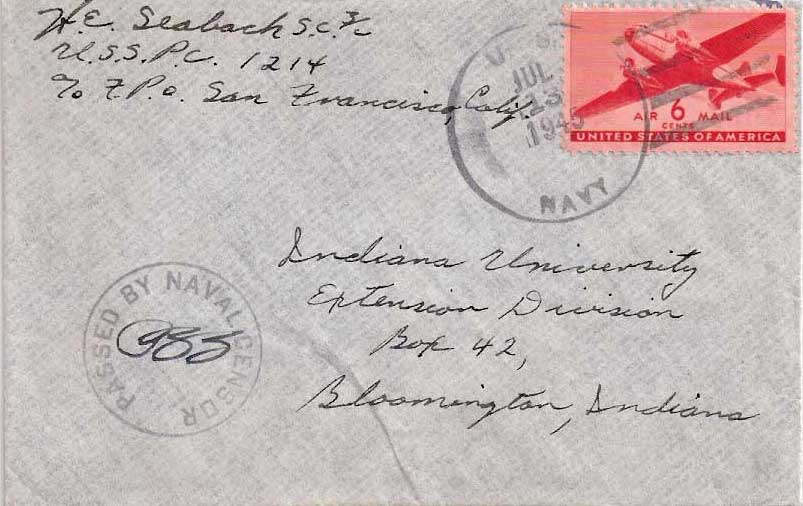 H.E. Seabach S.C. 3/c
U.S.S. P.C. 1214
c/o F.P.O. San Francisco, Calif.
U. S.
JUL
13
1945
NAVY
AIR 6 MAIL
CENTS
UNITED STATES OF AMERICA
Indiana University
Extension Division
Box 42,
Bloomington, Indiana
PASSED BY NAVAL CENSOR